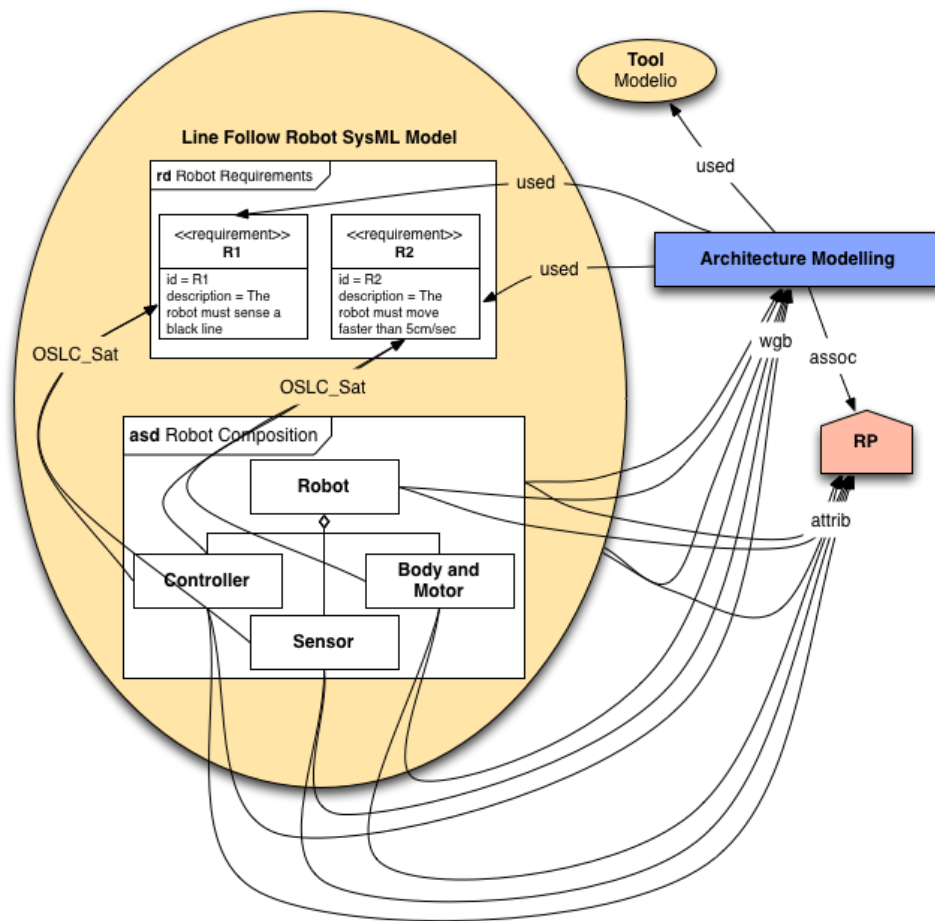 Tool
Modelio
Line Follow Robot SysML Model
used
rd Robot Requirements
used
<<requirement>>
R1
id = R1
description = The
robot must sense a
black line
<<requirement>>
R2
id = R2
description = The
robot must move
faster than 5cm/sec
used
Architecture Modelling
OSLC_Sat
OSLC_Sat
wgb
assoc
asd Robot Composition
RP
Robot
attrib
Controller
Body and
Motor
Sensor